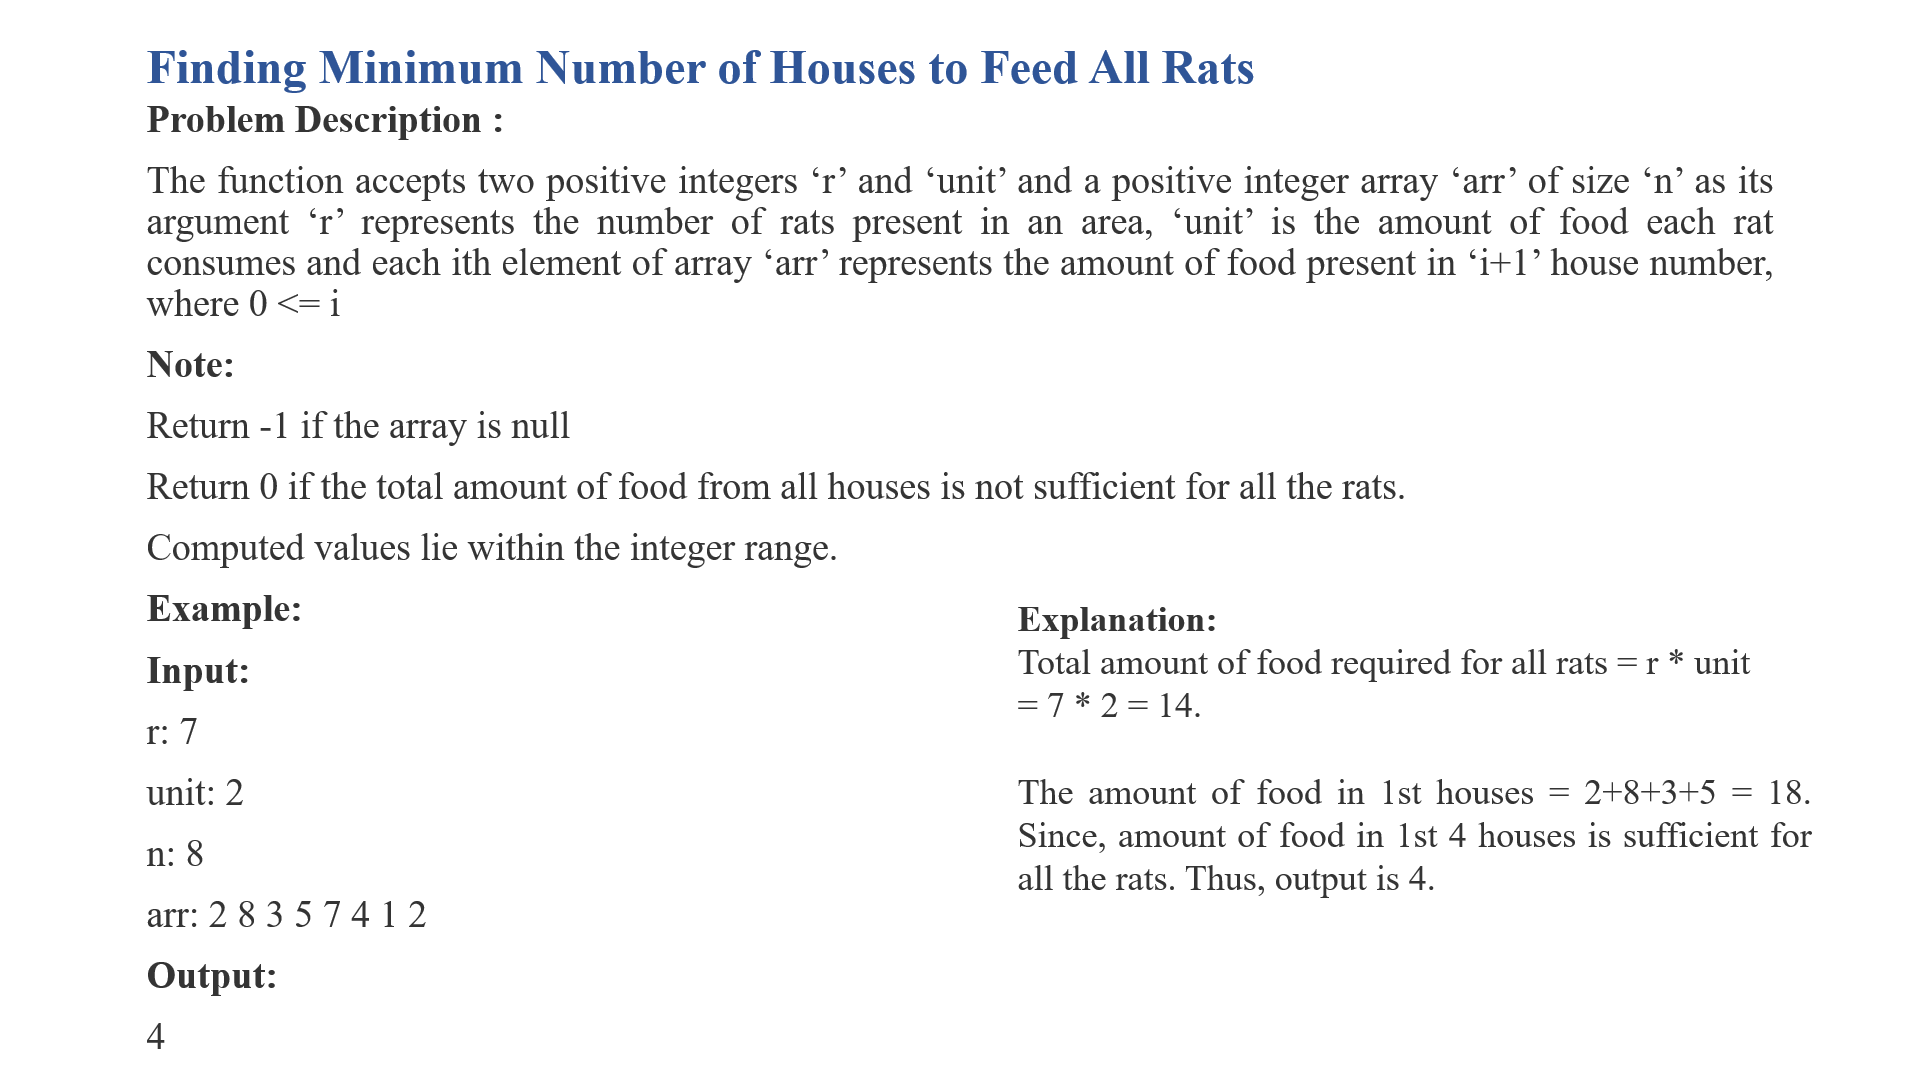 Finding Minimum Number of Houses to Feed All Rats
Problem Description :
The function accepts two positive integers ‘r’ and ‘unit’ and a positive integer array ‘arr’ of size ‘n’ as its
argument ‘r’ represents the number of rats present in an area, ‘unit’ is the amount of food each rat
consumes and each ith element of array ‘arr’ represents the amount of food present in ‘i+1’ house number,
where 0 <= i
Note:
Return -1 if the array is null
Return 0 if the total amount of food from all houses is not sufficient for all the rats.
Computed values lie within the integer range.
Example:
Input:
r: 7
unit: 2
n: 8
arr: 2 8 3 5 7 4 1 2
Output:
4
Explanation:
Total amount of food required for all rats = r * unit
= 7 * 2 = 14.
The amount of food in 1st houses = 2+8+3+5 = 18.
Since, amount of food in 1st 4 houses is sufficient for
all the rats. Thus, output is 4.